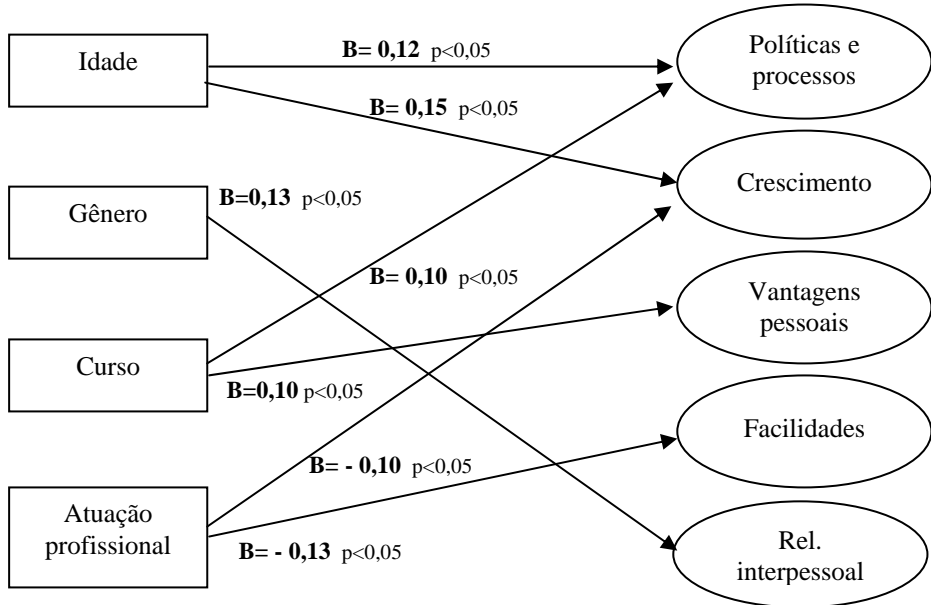 Idade
B= 0,12 p<0,05
Políticas e
processos
B= 0,15 p<0,05
Gênero
B=0,13 p<0,05
Crescimento
B= 0,10 p<0,05
Vantagens
pessoais
Curso
B=0,10 p<0,05
Facilidades
B= - 0,10 p<0,05
Atuação
profissional
B= - 0,13 p<0,05
Rel.
interpessoal